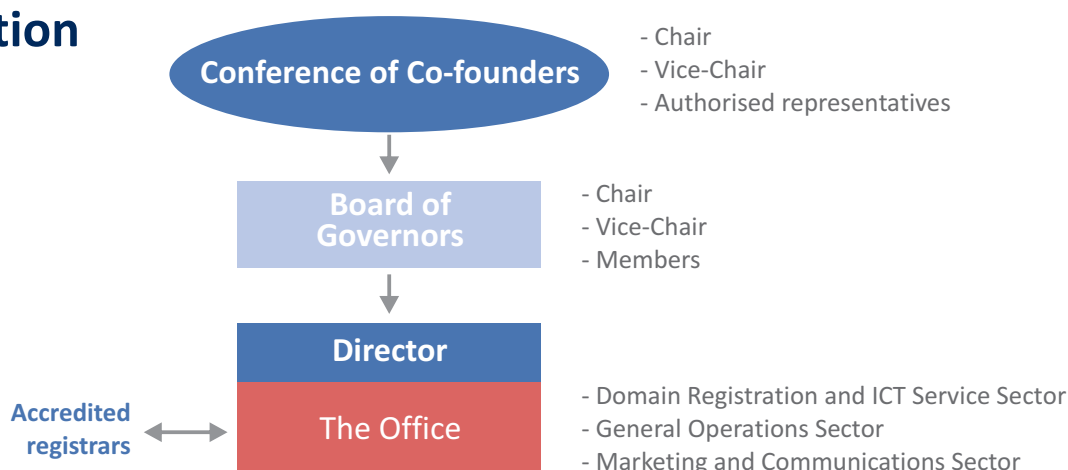 tion
Conference of Co-founders
- Chair
- Vice-Chair
- Authorised representatives
Board of
Governors
- Chair
- Vice-Chair
- Members
Director
Accredited
registrars
The Office
- Domain Registration and ICT Service Sector
- General Operations Sector
- Marketing and Communications Sector